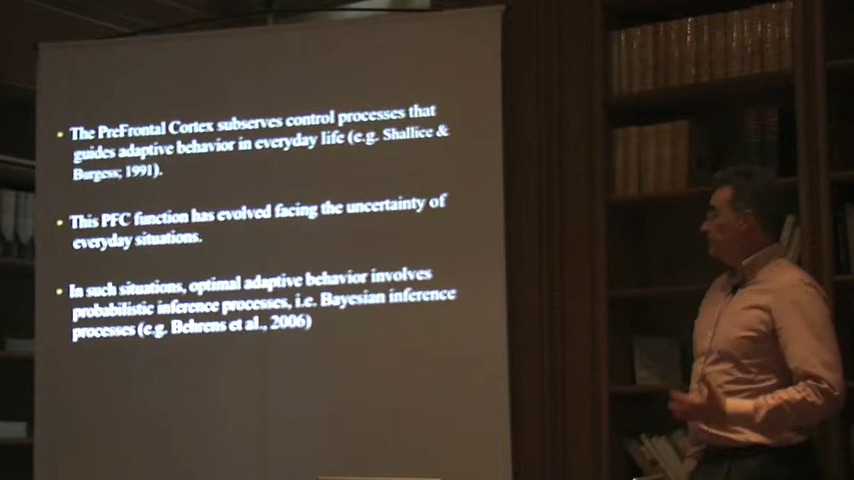 • The PreFrontal Cortex subserves control processes that
guides adaptive behavior in everyday life (e.g. Shallice &
Burgess; 1991).
• This PFC function has evolved facing the uncertainty of
everyday situations.
• In such situations, optimal adaptive behavior involves
probabilistic inference processes, i.e. Bayesian inference
processes (e.g. Behrens et al., 2006)